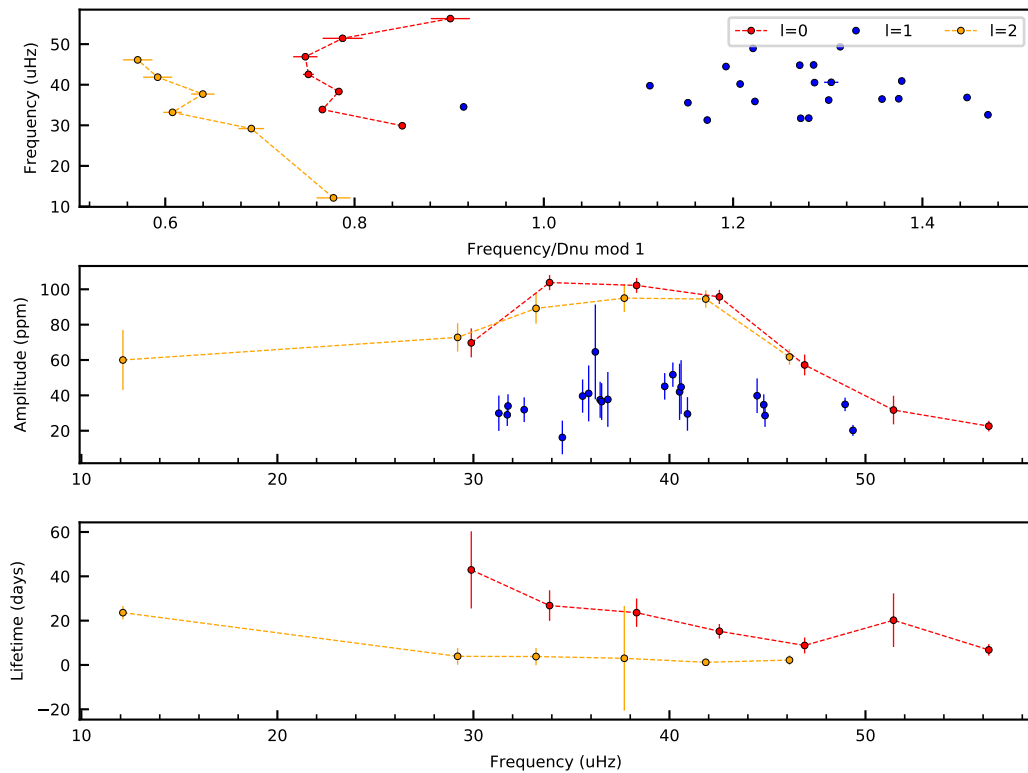 l=0 l=1 l=2
Frequency (uHz)
50
40
30
20
10
0.6 0.8 1.0 1.2 1.4
Frequency/Dnu mod 1
Amplitude (ppm)
100
80
60
40
20
10 20 30 40 50
Lifetime (days)
60
40
20
0
−20
10 20 30 40 50
Frequency (uHz)